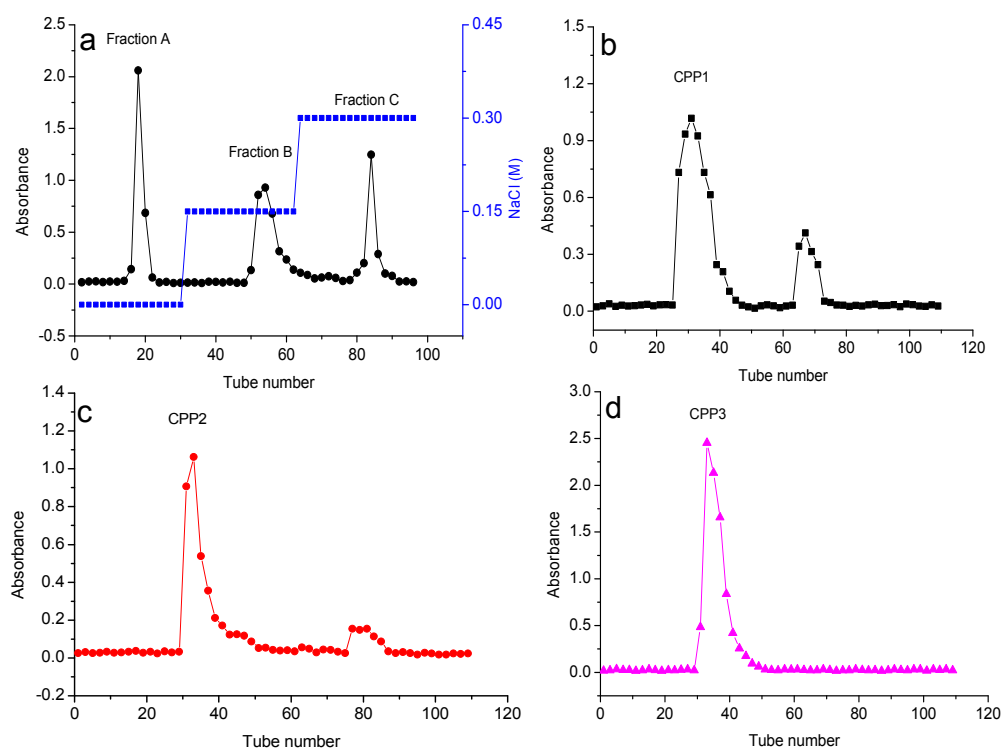 a
Fraction A
Fraction B
Fraction C
2.5
2.0
1.5
1.0
0.5
0.0
-0.5
Absorbance
0.45
0.30
0.15
0.00
NaCl (M)
0 20 40 60 80 100
Tube number
b
CPP1
1.5
1.2
0.9
0.6
0.3
0.0
Absorbance
0 20 40 60 80 100 120
Tube number
c
CPP2
1.4
1.2
1.0
0.8
0.6
0.4
0.2
0.0
-0.2
Absorbance
0 20 40 60 80 100 120
Tube number
d
CPP3
3.0
2.5
2.0
1.5
1.0
0.5
0.0
Absorbance
0 20 40 60 80 100 120
Tube number